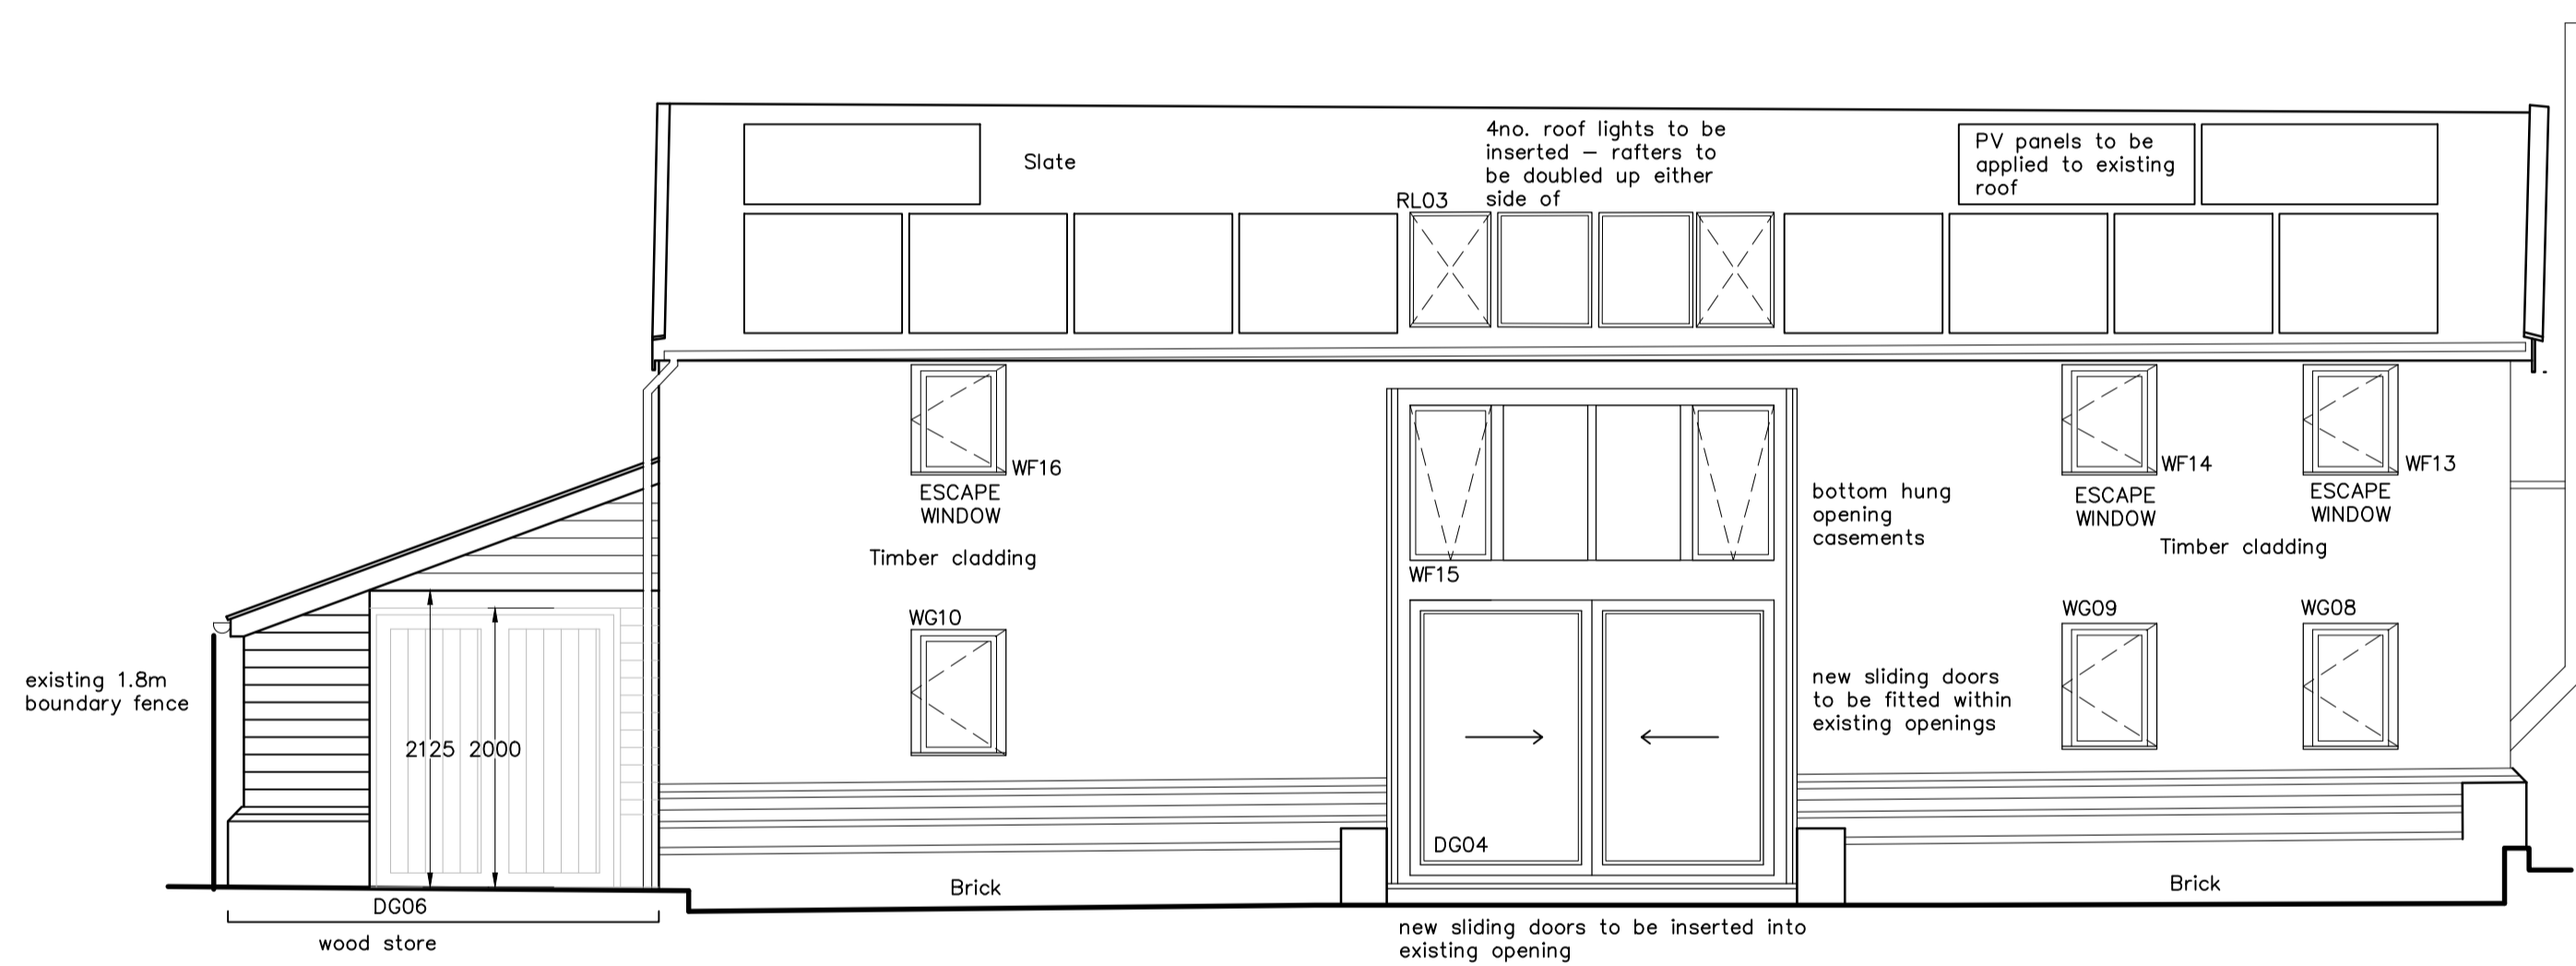 4no. roof lights to be
inserted – rafters to
be doubled up either
side of
PV panels to be
applied to existing
roof
Slate
RL03
WF16
ESCAPE
WINDOW
WF14
ESCAPE
WINDOW
WF13
ESCAPE
WINDOW
bottom hung
opening
casements
Timber cladding
Timber cladding
WF15
WG10
WG09
WG08
existing 1.8m
boundary fence
new sliding doors
to be fitted within
existing openings
2125 2000
DG04
Brick
Brick
DG06
wood store
new sliding doors to be inserted into
existing opening